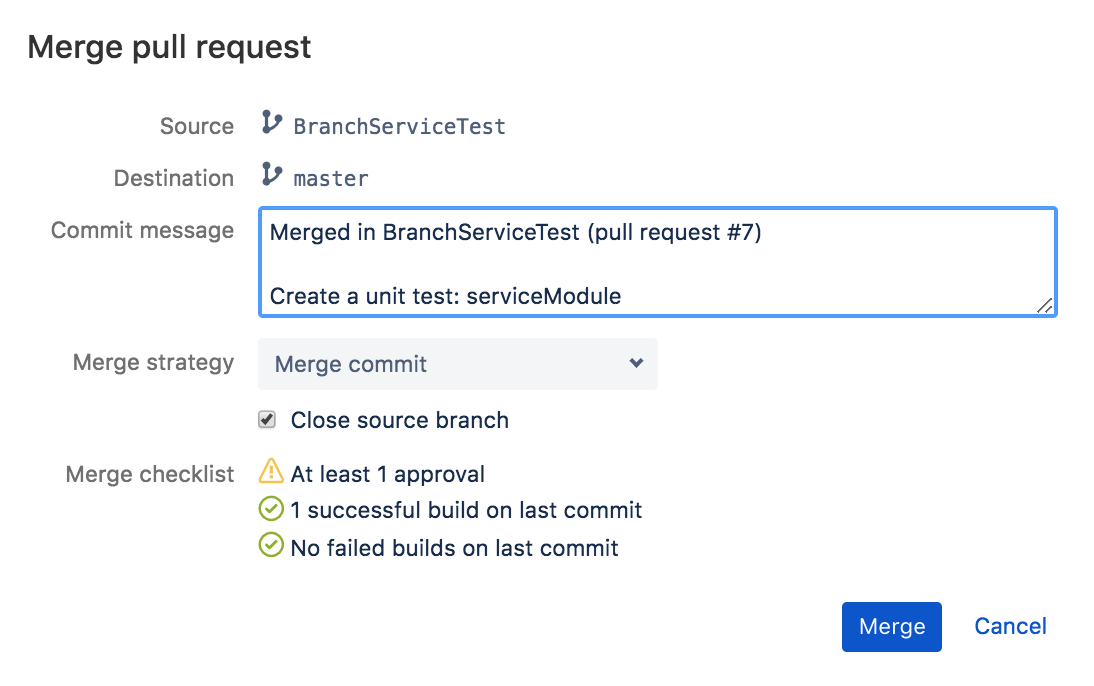 Merge pull request
Source BranchServiceTest
Destination master
Commit message Merged in BranchServiceTest (pull request #7)
Create a unit test: serviceModule
Merge strategy Merge commit
Close source branch
Merge checklist At least 1 approval
1 successful build on last commit
No failed builds on last commit
Merge Cancel